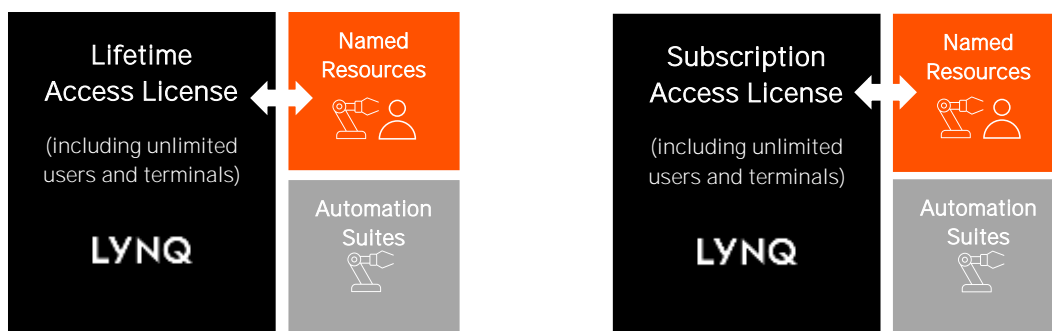 Lifetime
Access License
(including unlimited
users and terminals)
LYNQ
Named
Resources
Automation
Suites
Subscription
Access License
(including unlimited
users and terminals)
LYNQ
Named
Resources
Automation
Suites